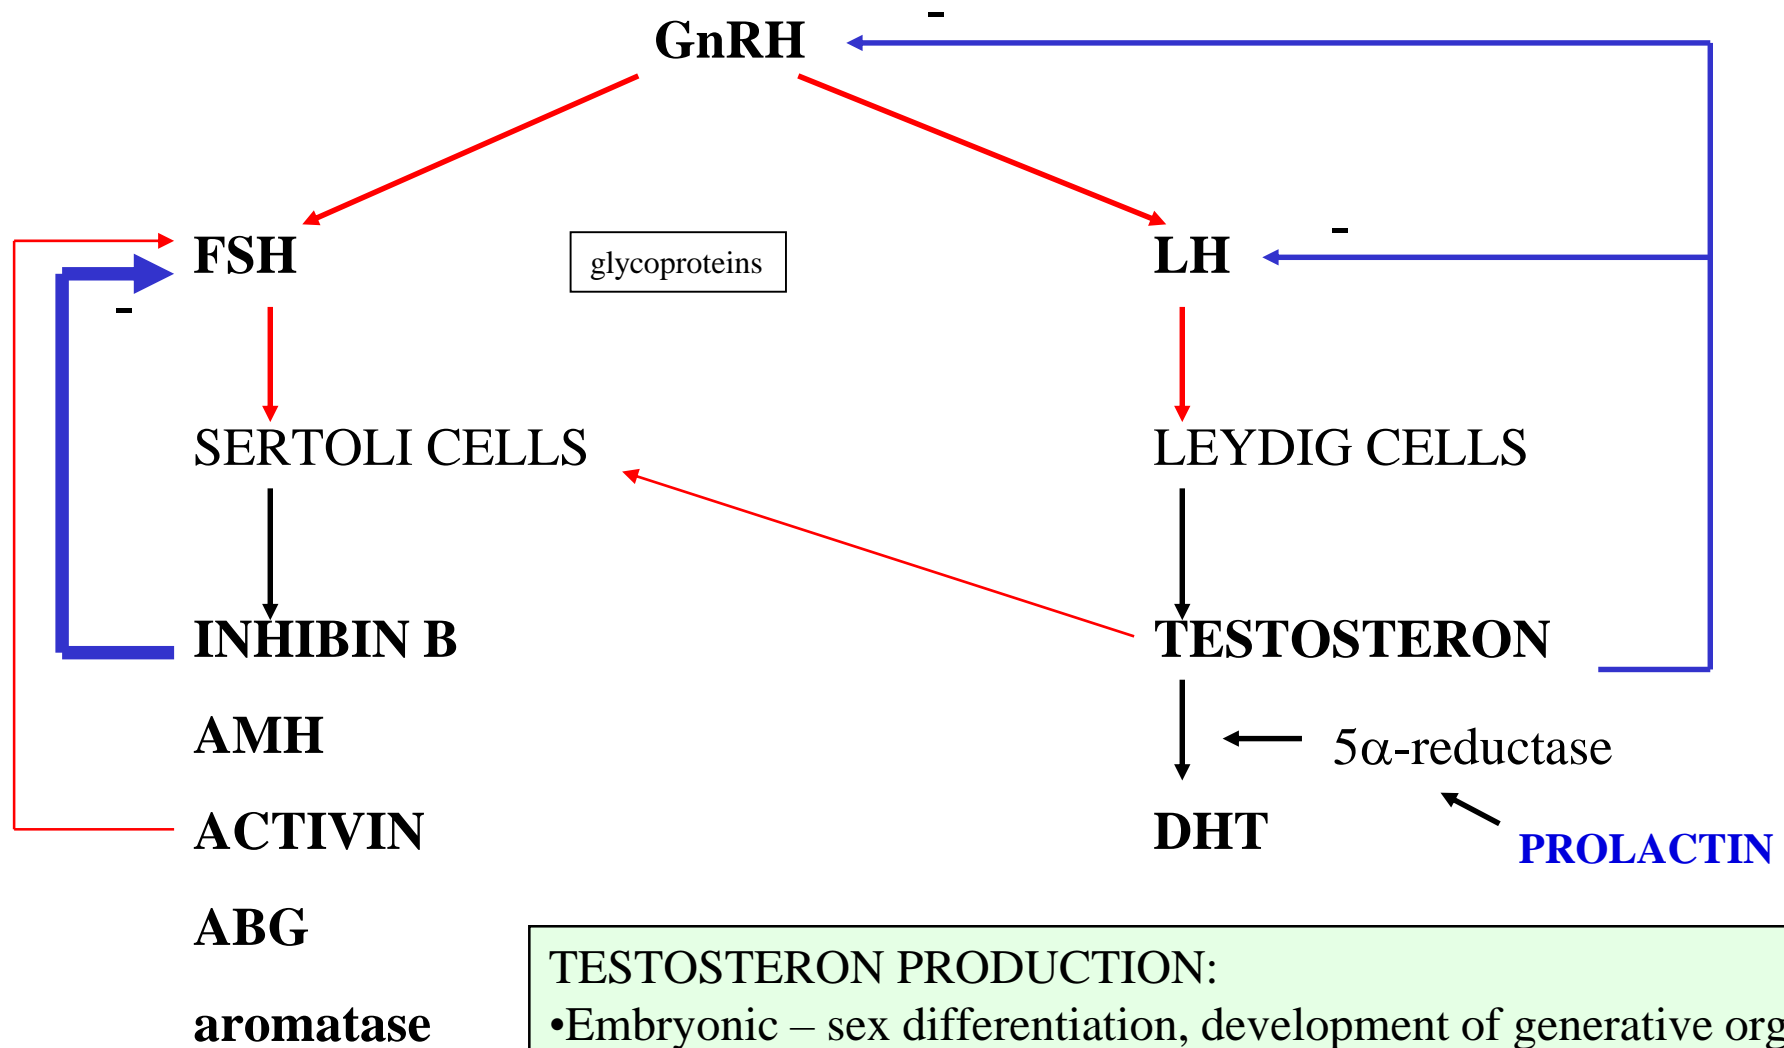 -
GnRH
FSH
glycoproteins
LH
-
-
SERTOLI CELLS
LEYDIG CELLS
INHIBIN B
TESTOSTERON
AMH
5α-reductase
ACTIVIN
DHT
PROLACTIN
ABG
TESTOSTERON PRODUCTION:
aromatase
•Embryonic – sex differentiation, development of generative